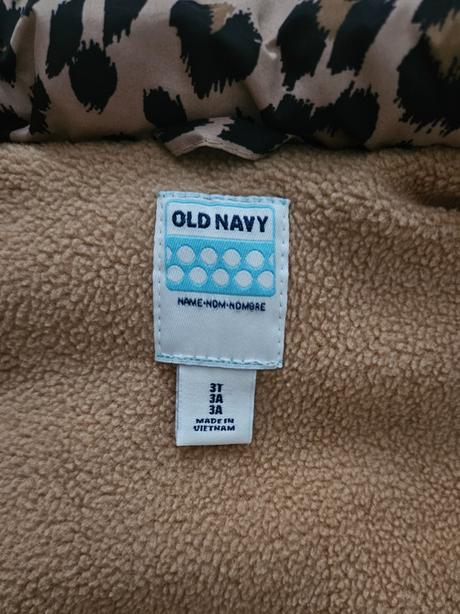 OLD NAVY
NAME•NOM•NOMBRE
3T
3A
3A
MADE IN
VIETNAM